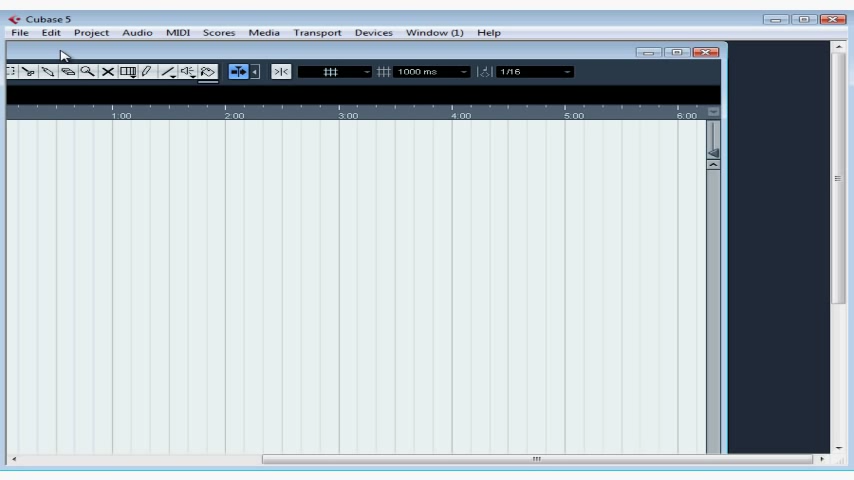 Cubase 5
File Edit Project Audio MIDI Scores Media Transport Devices Window (1) Help
1000 ms 1/16
1:00 2:00 3:00 4:00 5:00 6:00